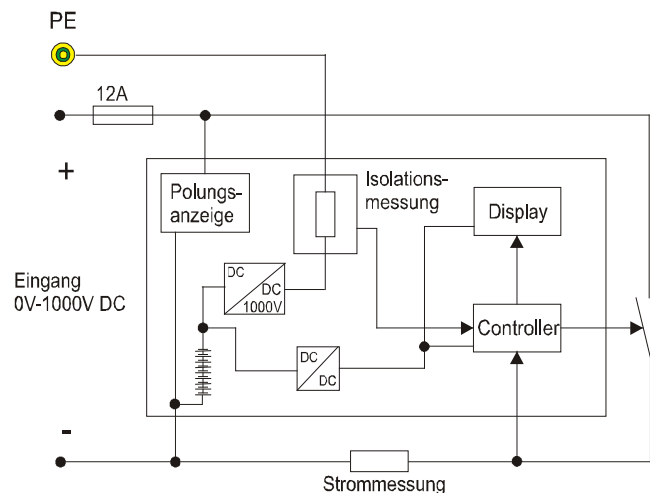 PE
12A
+
Polungs-
anzeige
Isolations-
messung
Display
Eingang
0V-1000V DC
DC
DC
1000V
Controller
DC
DC
-
Strommessung